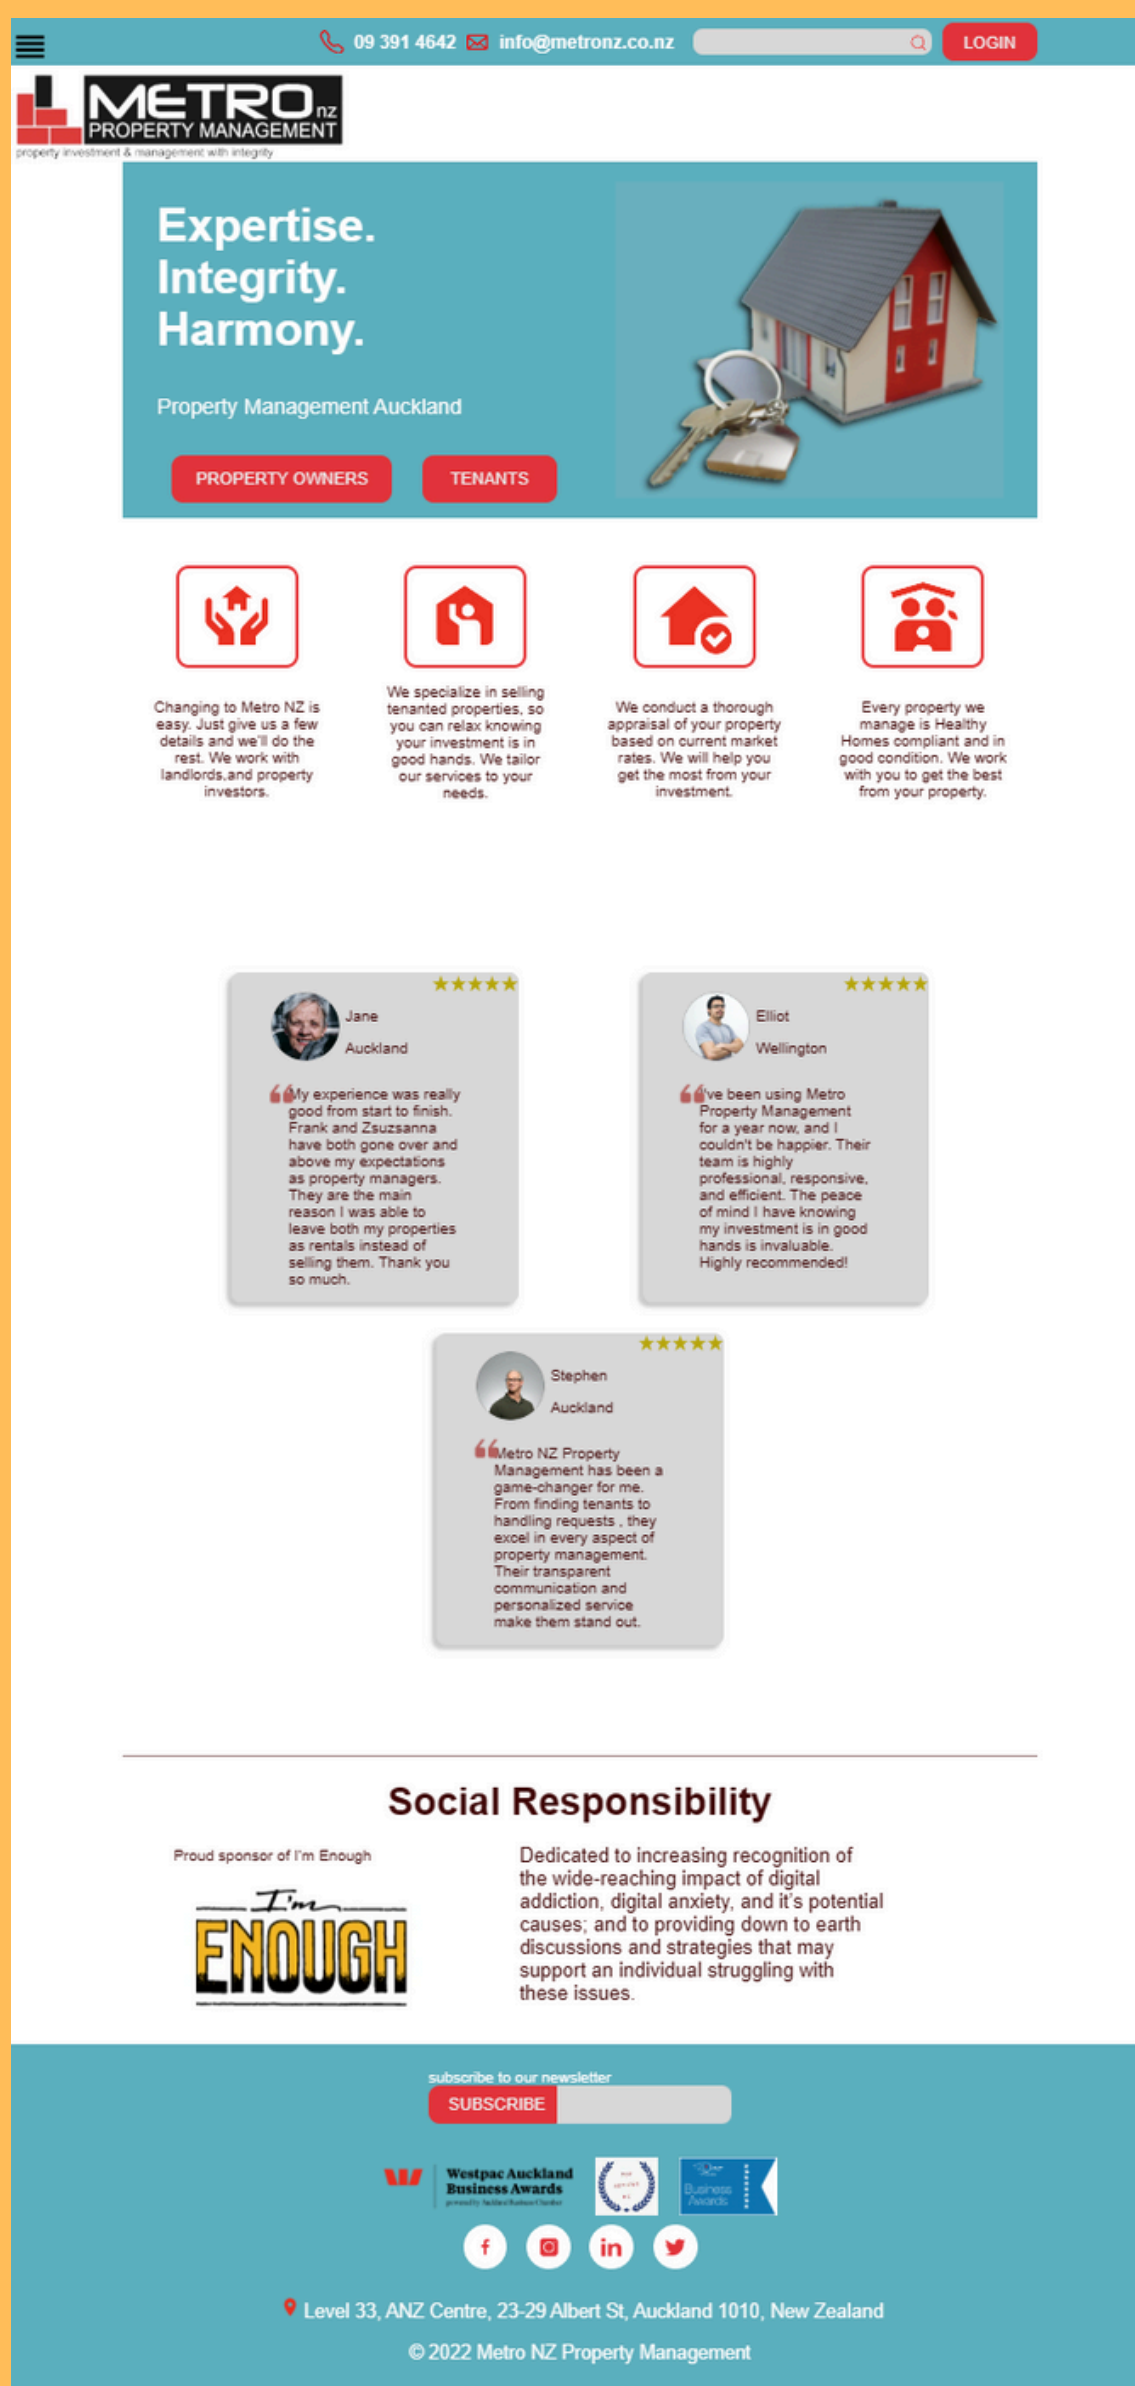 09 391 4642 info@metronz.co.nz LOGIN
METRO nz
PROPERTY MANAGEMENT
property investment & management with integrity
Expertise.
Integrity.
Harmony.
Property Management Auckland
PROPERTY OWNERS TENANTS
Changing to Metro NZ is
easy. Just give us a few
details and we'll do the
rest. We work with
landlords,and property
investors.
We specialize in selling
tenanted properties, so
you can relax knowing
your investment is in
good hands. We tailor
our services to your
needs.
We conduct a thorough
appraisal of your property
based on current market
rates. We will help you
get the most from your
investment.
Every property we
manage is Healthy
Homes compliant and in
good condition. We work
with you to get the best
from your property.
Jane
Auckland
My experience was really
good from start to finish.
Frank and Zsuzsanna
have both gone over and
above my expectations
as property managers.
They are the main
reason I was able to
leave both my properties
as rentals instead of
selling them. Thank you
so much.
Elliot
Wellington
I've been using Metro
Property Management
for a year now, and I
couldn't be happier. Their
team is highly
professional, responsive,
and efficient. The peace
of mind I have knowing
my investment is in good
hands is invaluable.
Highly recommended!
Stephen
Auckland
Metro NZ Property
Management has been a
game-changer for me.
From finding tenants to
handling requests , they
excel in every aspect of
property management.
Their transparent
communication and
personalized service
make them stand out.
Social Responsibility
Proud sponsor of I'm Enough
I'm
ENOUGH
Dedicated to increasing recognition of
the wide-reaching impact of digital
addiction, digital anxiety, and it's potential
causes; and to providing down to earth
discussions and strategies that may
support an individual struggling with
these issues.
subscribe to our newsletter
SUBSCRIBE
Westpac Auckland
Business Awards
powered by Auckland Business Chamber
Business
Awards
Level 33, ANZ Centre, 23-29 Albert St, Auckland 1010, New Zealand
© 2022 Metro NZ Property Management